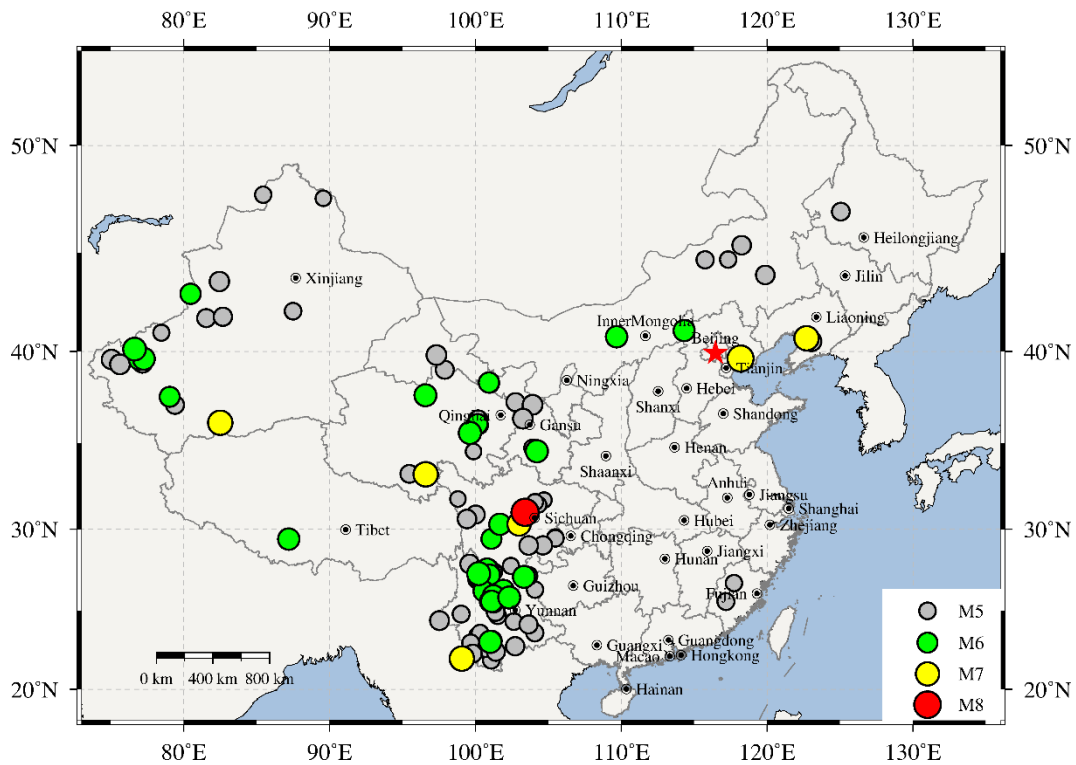 80˚E 90˚E 100˚E 110˚E 120˚E 130˚E
50˚N 50˚N
Heilongjiang
Xinjiang Jilin
InnerMongolia Liaoning
Beijing
40˚N 40˚N
Tianjin
Ningxia Hebei
Shanxi
Qinghai Gansu Shandong
Henan
Shaanxi
Anhui Jiangsu
Shanghai
Tibet Sichuan Hubei Zhejiang
30˚N 30˚N
Chongqing
Hunan Jiangxi
Guizhou
Fujian
Yunnan M5
Guangxi Guangdong M6
Macao Hongkong
0 km 400 km 800 km M7
20˚N Hainan 20˚N
M8
80˚E 90˚E 100˚E 110˚E 120˚E 130˚E